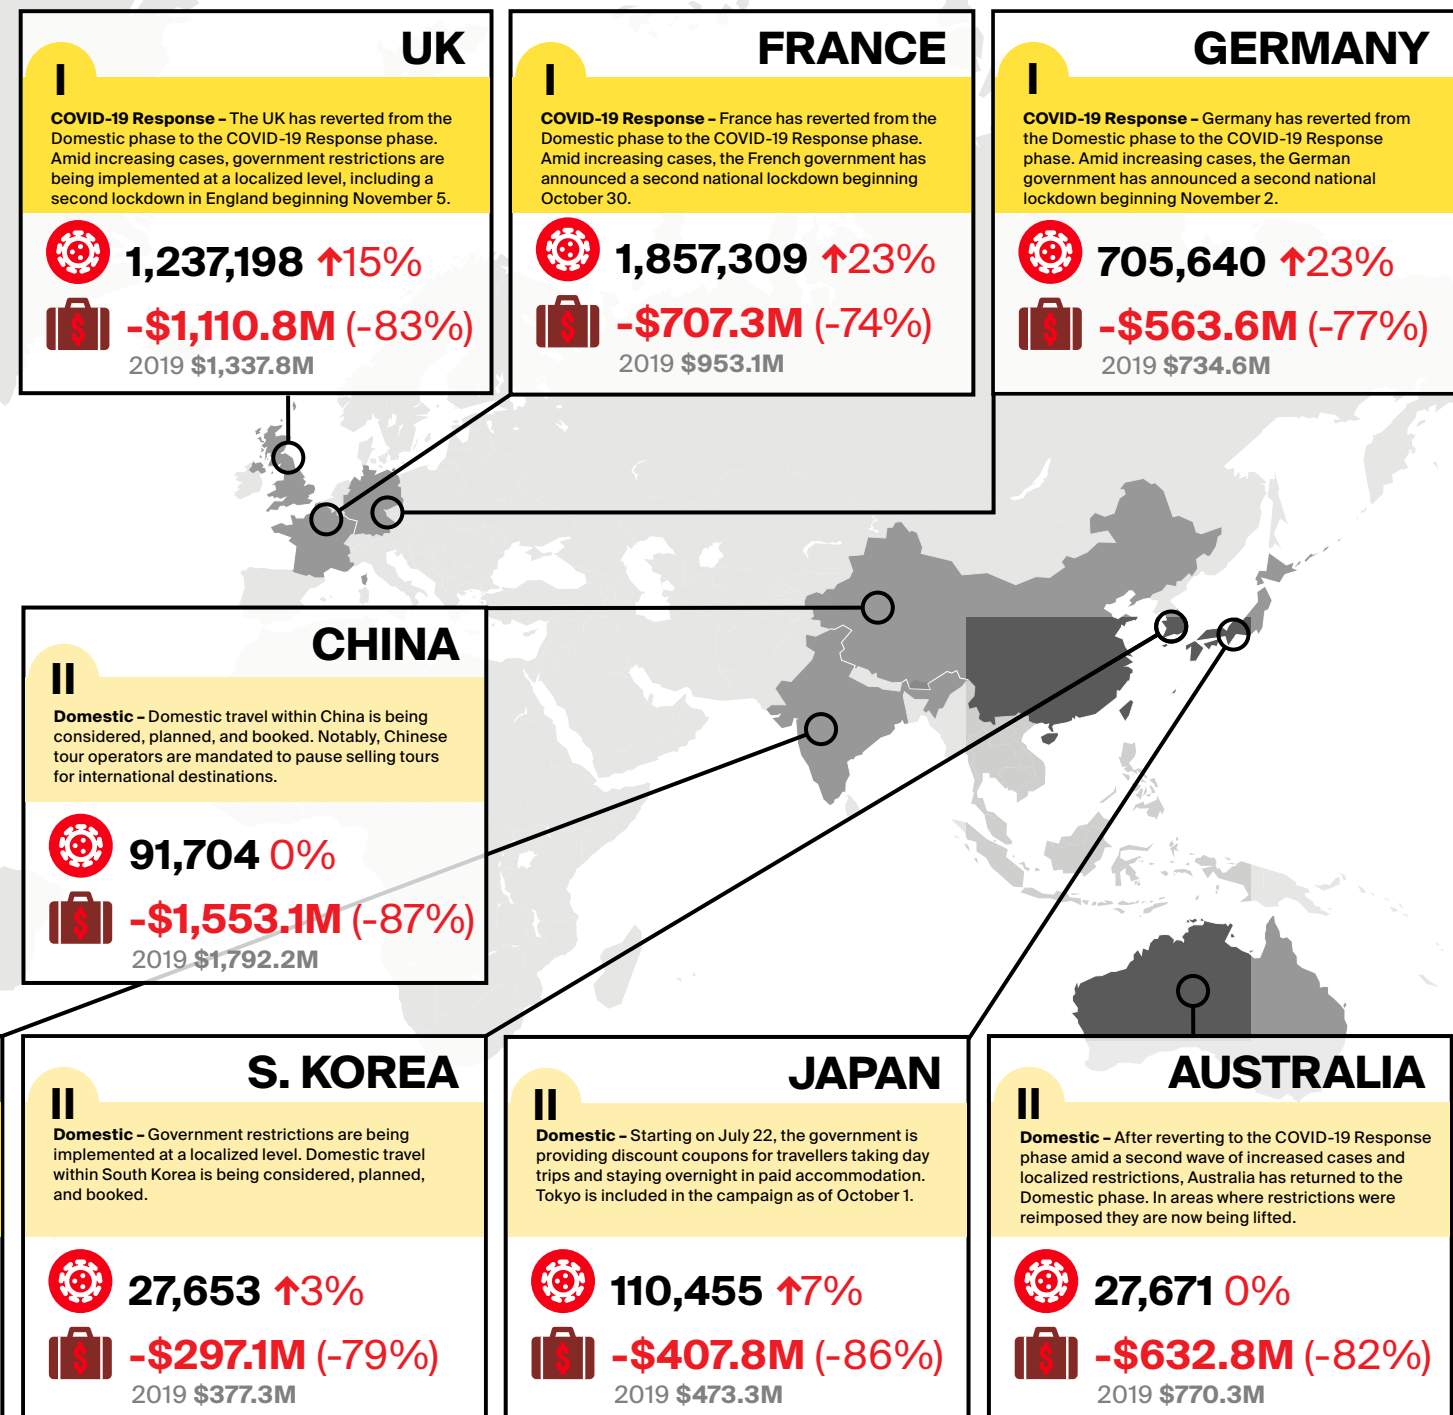 UK
I
COVID-19 Response – The UK has reverted from the
Domestic phase to the COVID-19 Response phase.
Amid increasing cases, government restrictions are
being implemented at a localized level, including a
second lockdown in England beginning November 5.
1,237,198 ↑15%
$
-$1,110.8M (-83%)
2019 $1,337.8M
FRANCE
I
COVID-19 Response – France has reverted from the
Domestic phase to the COVID-19 Response phase.
Amid increasing cases, the French government has
announced a second national lockdown beginning
October 30.
1,857,309 ↑23%
$
-$707.3M (-74%)
2019 $953.1M
GERMANY
I
COVID-19 Response – Germany has reverted from
the Domestic phase to the COVID-19 Response
phase. Amid increasing cases, the German
government has announced a second national
lockdown beginning November 2.
705,640 ↑23%
$
-$563.6M (-77%)
2019 $734.6M
CHINA
II
Domestic – Domestic travel within China is being
considered, planned, and booked. Notably, Chinese
tour operators are mandated to pause selling tours
for international destinations.
91,704 0%
$
-$1,553.1M (-87%)
2019 $1,792.2M
S. KOREA
II
Domestic – Government restrictions are being
implemented at a localized level. Domestic travel
within South Korea is being considered, planned,
and booked.
27,653 ↑3%
$
-$297.1M (-79%)
2019 $377.3M
JAPAN
II
Domestic – Starting on July 22, the government is
providing discount coupons for travellers taking day
trips and staying overnight in paid accommodation.
Tokyo is included in the campaign as of October 1.
110,455 ↑7%
$
-$407.8M (-86%)
2019 $473.3M
AUSTRALIA
II
Domestic – After reverting to the COVID-19 Response
phase amid a second wave of increased cases and
localized restrictions, Australia has returned to the
Domestic phase. In areas where restrictions were
reimposed they are now being lifted.
27,671 0%
$
-$632.8M (-82%)
2019 $770.3M